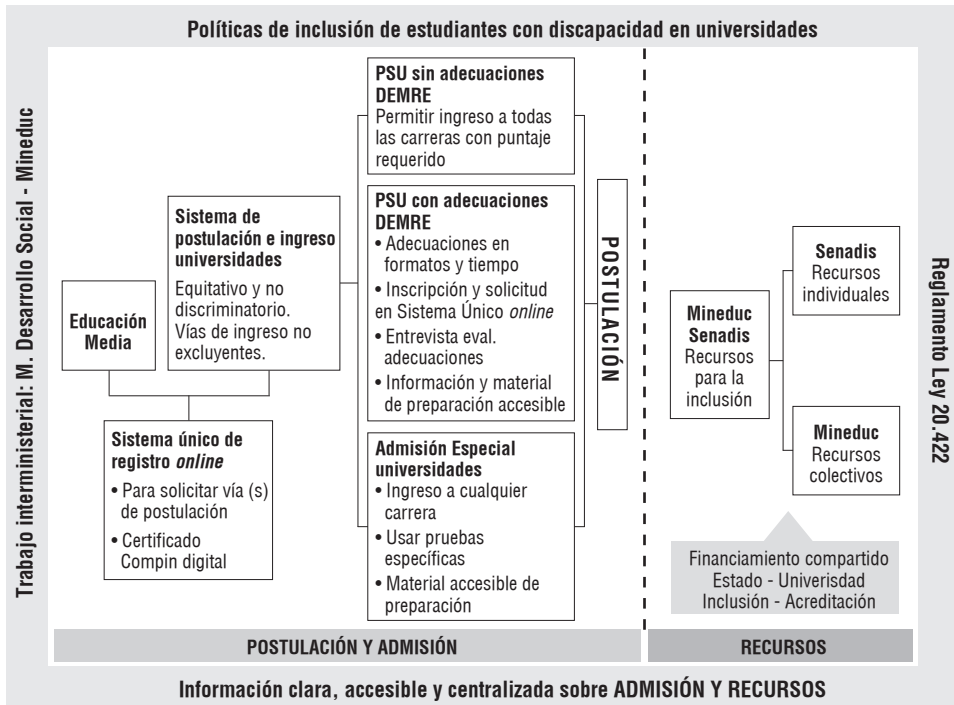 Políticas de inclusión de estudiantes con discapacidad en universidades
Trabajo interministerial: M. Desarrollo Social - Mineduc
Educación
Media
Sistema de
postulación e ingreso
universidades
Equitativo y no
discriminatorio.
Vías de ingreso no
excluyentes.
Sistema único de
registro online
• Para solicitar vía (s)
de postulación
• Certificado
Compin digital
PSU sin adecuaciones
DEMRE
Permitir ingreso a todas
las carreras con puntaje
requerido
PSU con adecuaciones
DEMRE
• Adecuaciones en
formatos y tiempo
• Inscripción y solicitud
en Sistema Único online
• Entrevista eval.
adecuaciones
• Información y material
de preparación accesible
Admisión Especial
universidades
• Ingreso a cualquier
carrera
• Usar pruebas
específicas
• Material accesible de
preparación
POSTULACIÓN
Mineduc
Senadis
Recursos
para la
inclusión
Senadis
Recursos
individuales
Mineduc
Recursos
colectivos
Financiamiento compartido
Estado - Univerisdad
Inclusión - Acreditación
Reglamento Ley 20.422
POSTULACIÓN Y ADMISIÓN
RECURSOS
Información clara, accesible y centralizada sobre ADMISIÓN Y RECURSOS